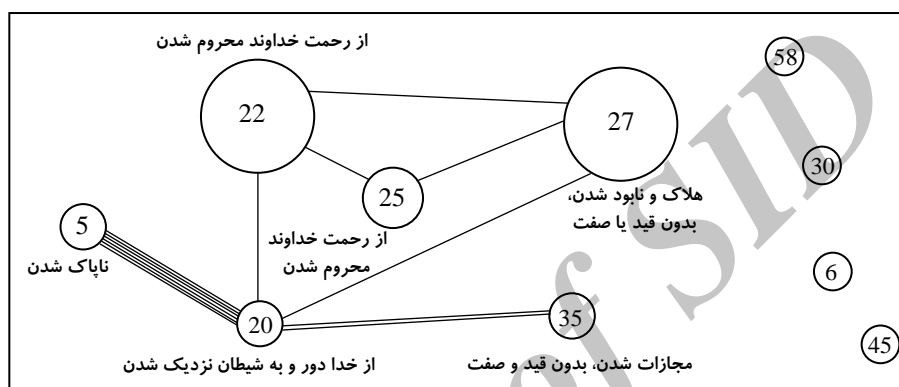 از رحمت خداوند محروم شدن
58
22
27
30
25
هلاک و نابود شدن،
بدون قید یا صفت
5
از رحمت خداوند
محروم شدن
ناپاک شدن
6
20
35
45
از خدا دور و به شیطان نزدیک شدن
مجازات شدن، بدون قید و صفت
of SID